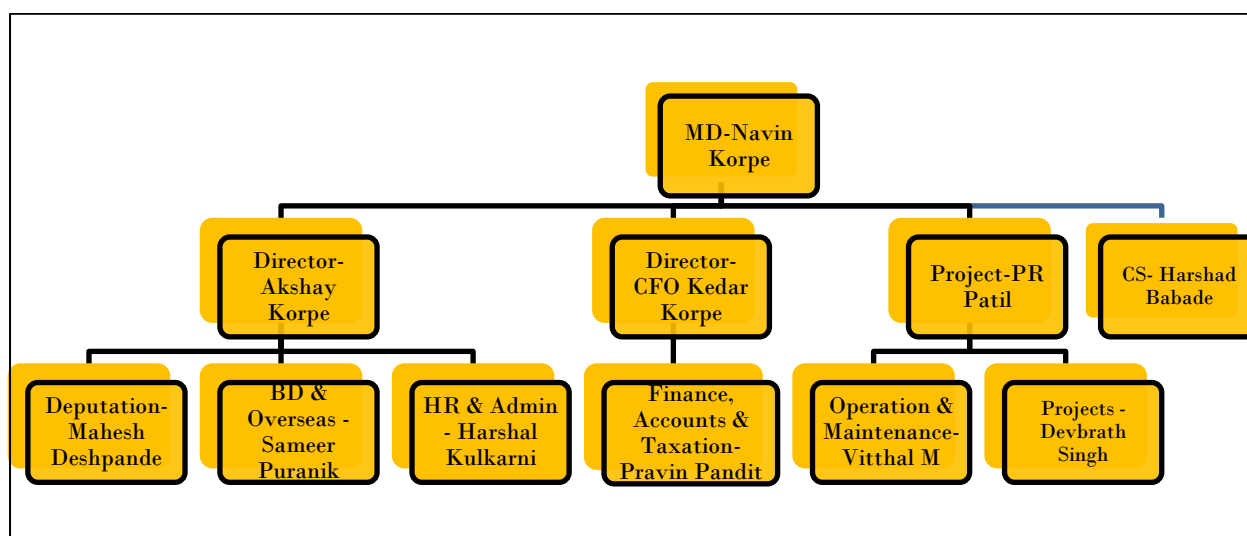 MD-Navin
Korpe
Director-
Akshay
Korpe
Director-
CFO Kedar
Korpe
Project-PR
Patil
CS- Harshad
Babade
Deputation-
Mahesh
Deshpande
BD &
Overseas -
Sameer
Puranik
HR & Admin
- Harshal
Kulkarni
Finance,
Accounts &
Taxation-
Pravin Pandit
Operation &
Maintenance-
Vitthal M
Projects -
Devbrath
Singh